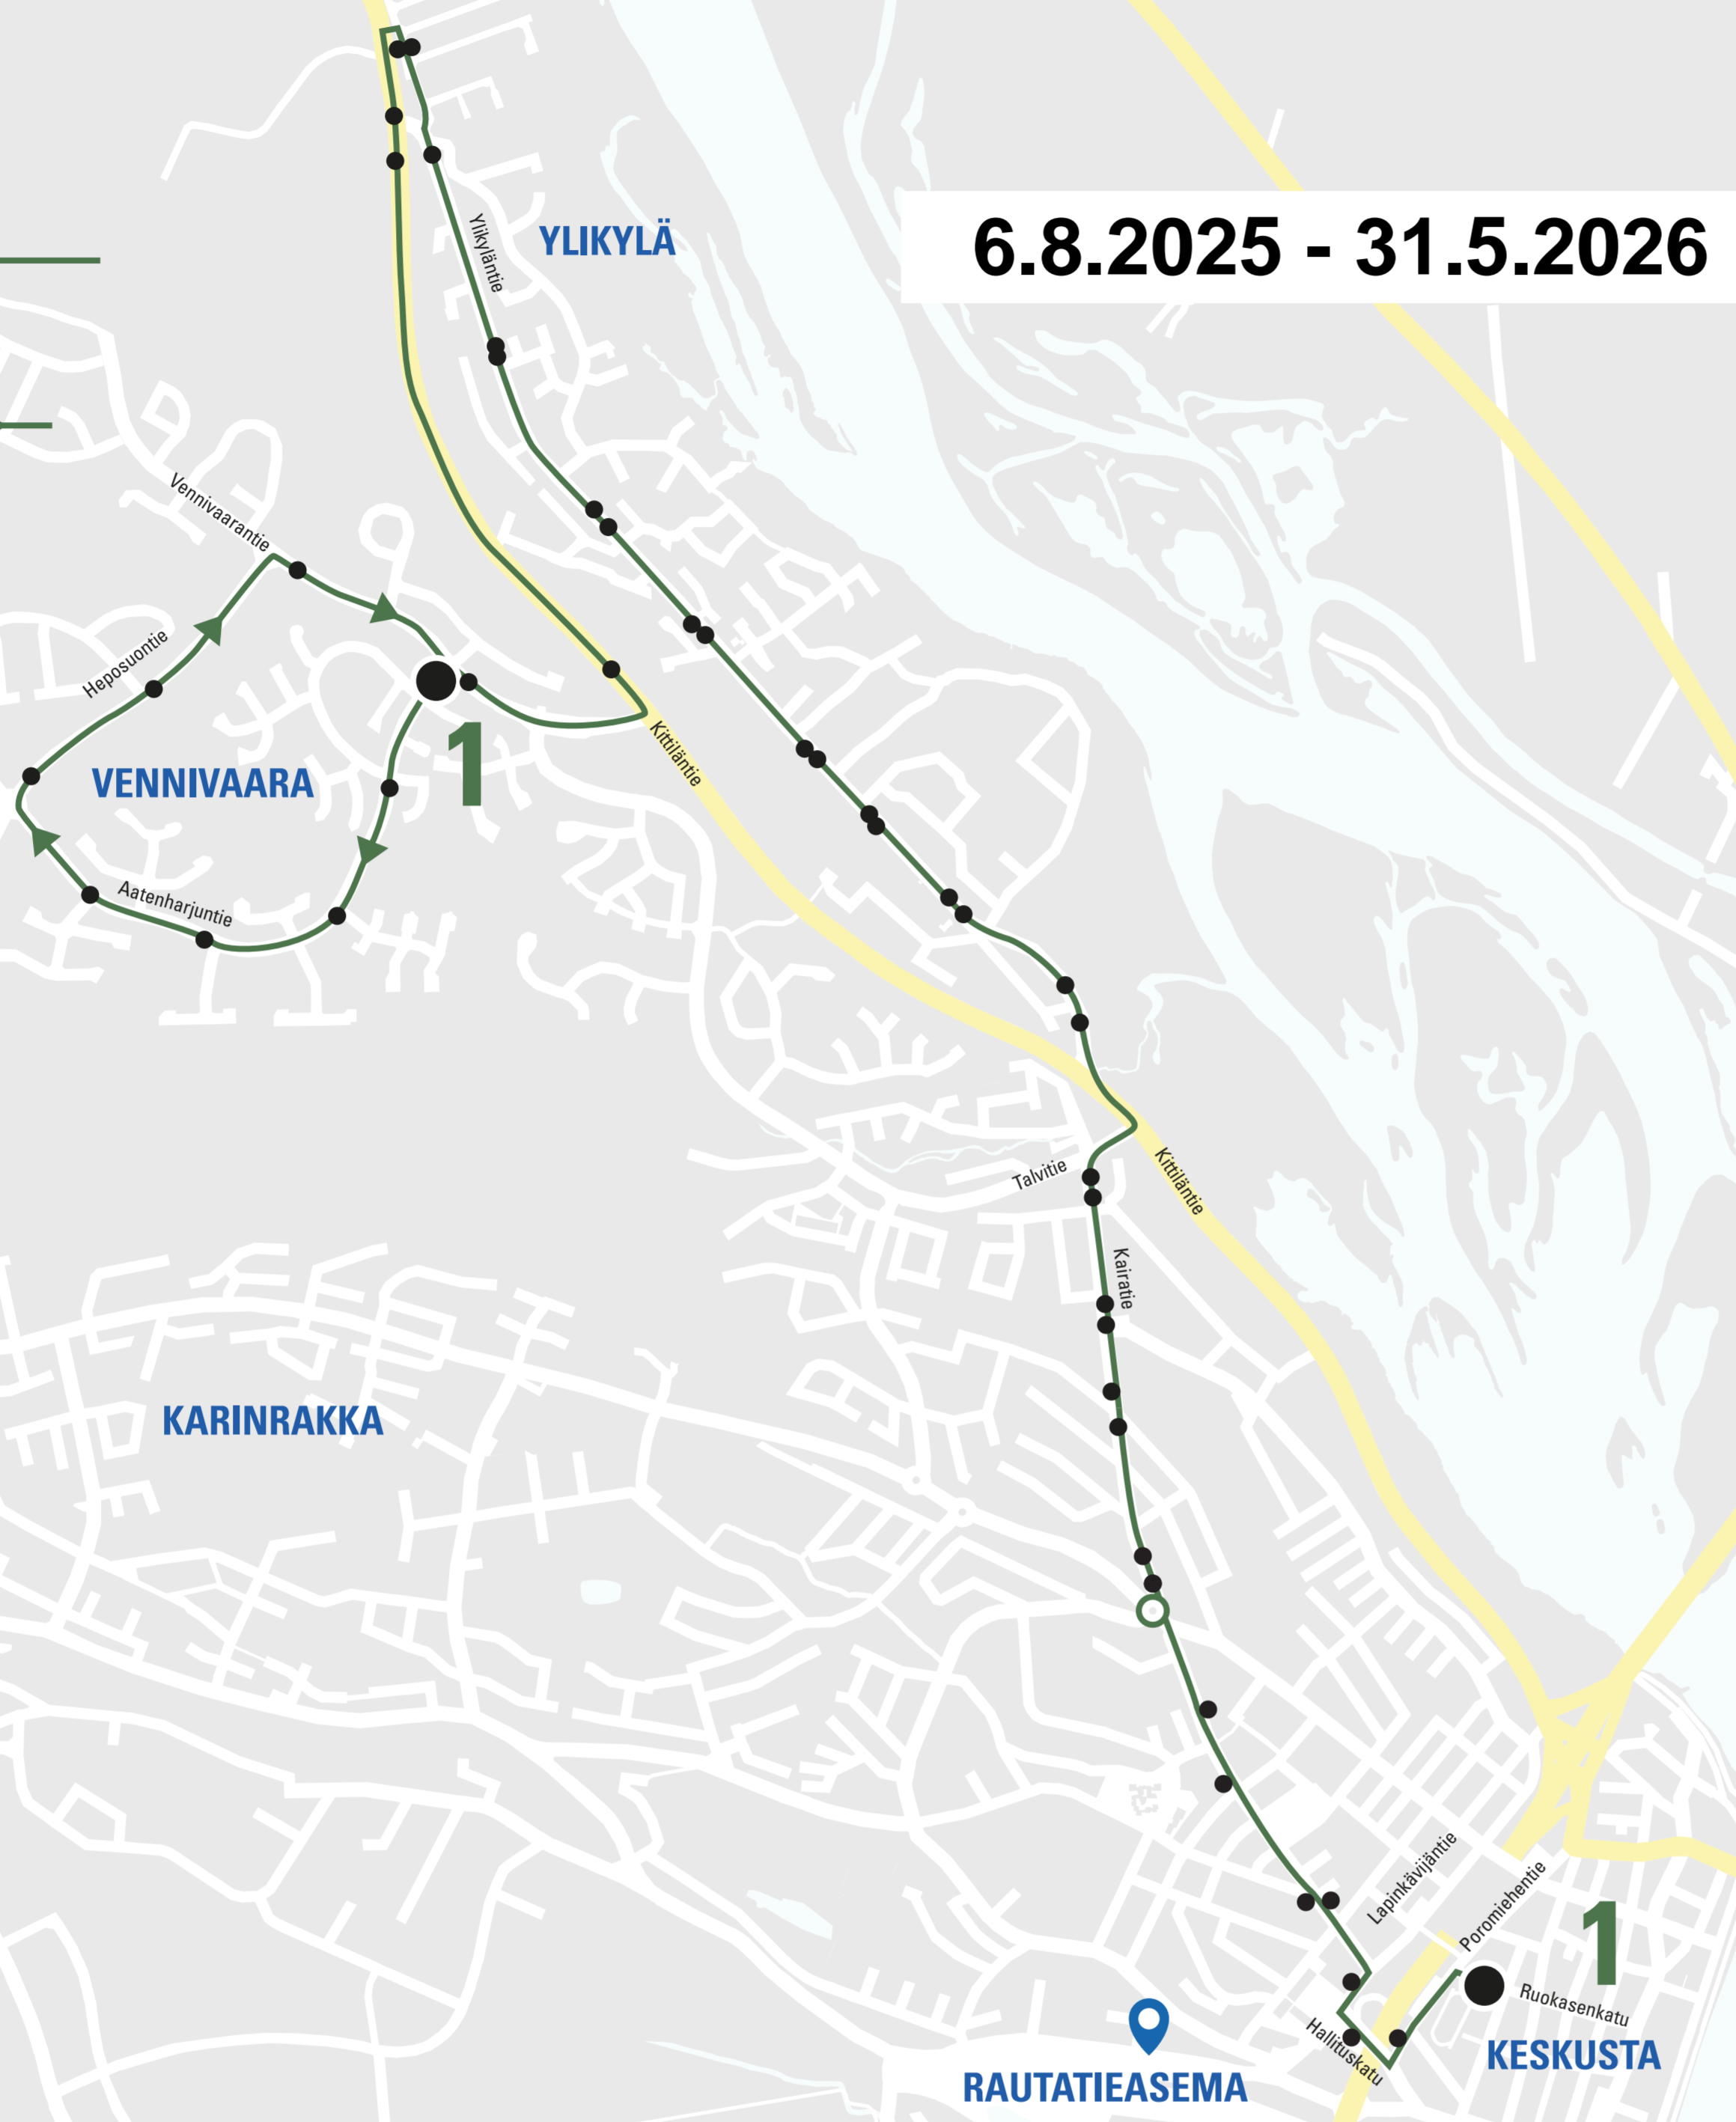 6.8.2025 - 31.5.2026
YLIKYLÄ
Ylikyläntie
Vennivaarantie
Heposuontie
1
VENNIVAARA
Kittiläntie
Aatenharjuntie
Talvitie
Kittiläntie
Kairatie
KARINRAKKA
Lapinkävijäntie
Poromiehentie
1
Ruokasenkatu
Hallituskatu
KESKUSTA
RAUTATIEASEMA